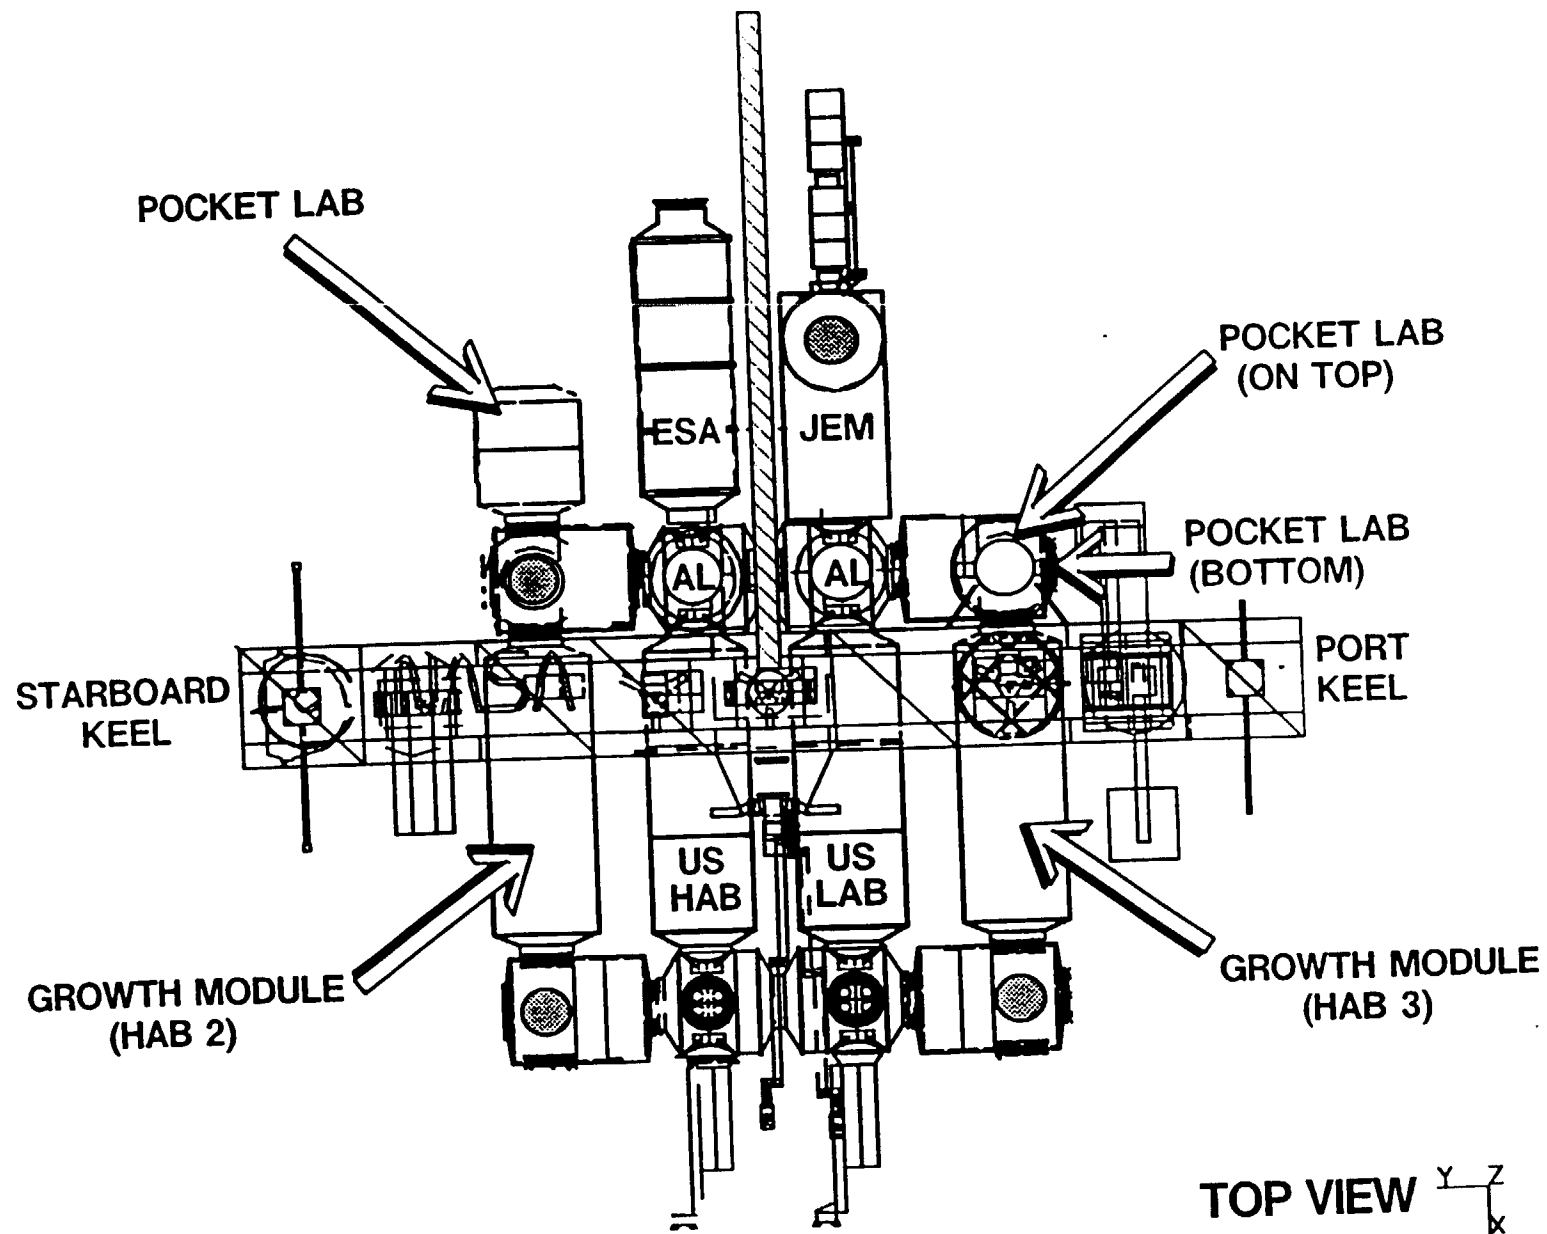 POCKET LAB
POCKET LAB
(ON TOP)
ESA
JEM
POCKET LAB
(BOTTOM)
AL
AL
STARBOARD
KEEL
NASA
PORT
KEEL
US
HAB
US
LAB
GROWTH MODULE
(HAB 2)
GROWTH MODULE
(HAB 3)
TOP VIEW
Y Z
X